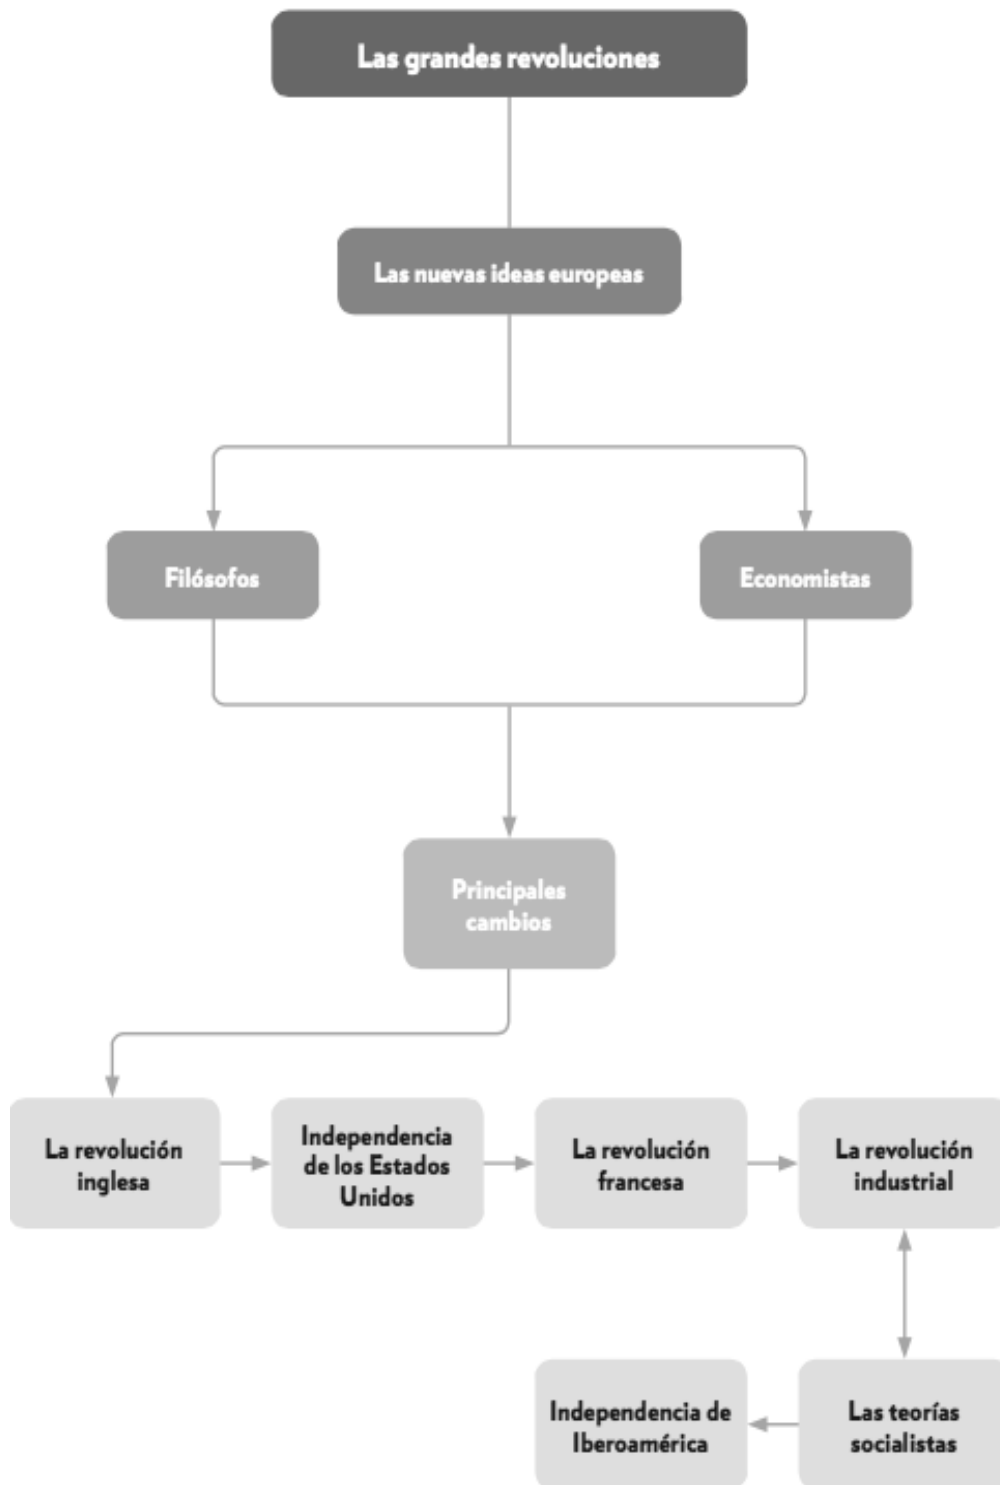 Las grandes revoluciones
Las nuevas ideas europeas
Filósofos
Economistas
Principales
cambios
La revolución
inglesa
Independencia
de los Estados
Unidos
La revolución
francesa
La revolución
industrial
Independencia de
Iberoamérica
Las teorías
socialistas